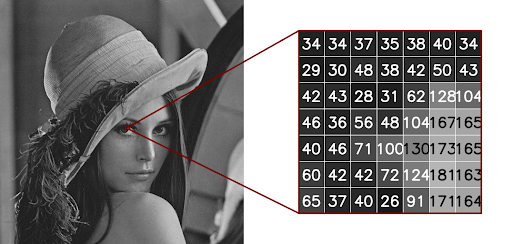 34 34 37 35 38 40 34
29 30 48 38 42 50 43
42 43 28 31 62 128 104
46 36 56 48 104 167 165
40 46 71 100 130 173 165
60 42 42 72 124 181 163
65 37 40 26 91 171 164